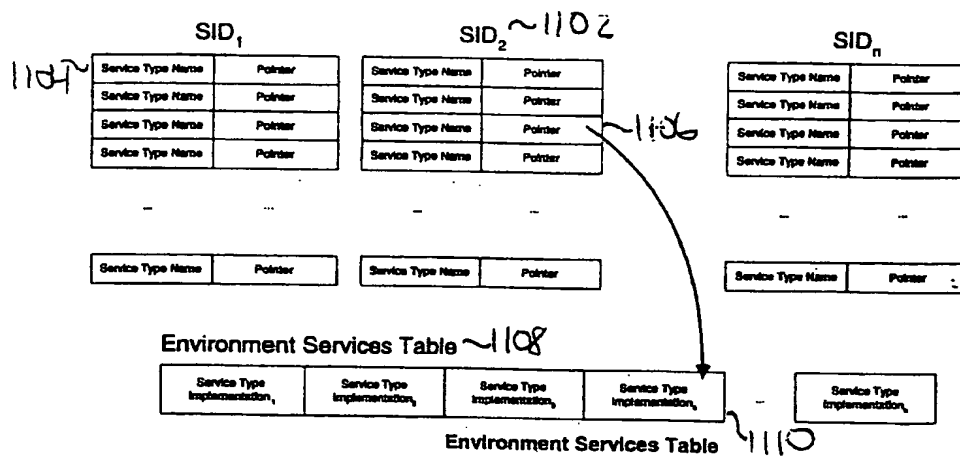 SID1 SID2 ~1102 SIDn
1104~ Service Type Name Pointer Service Type Name Pointer Service Type Name Pointer
Service Type Name Pointer Service Type Name Pointer Service Type Name Pointer
Service Type Name Pointer Service Type Name Pointer ~1106 Service Type Name Pointer
Service Type Name Pointer Service Type Name Pointer Service Type Name Pointer
Service Type Name Pointer Service Type Name Pointer Service Type Name Pointer
Environment Services Table ~1108
Service Type Service Type Service Type Service Type Service Type
Implementation1 Implementation Implementation Implementation Implementation
~1110
Environment Services Table